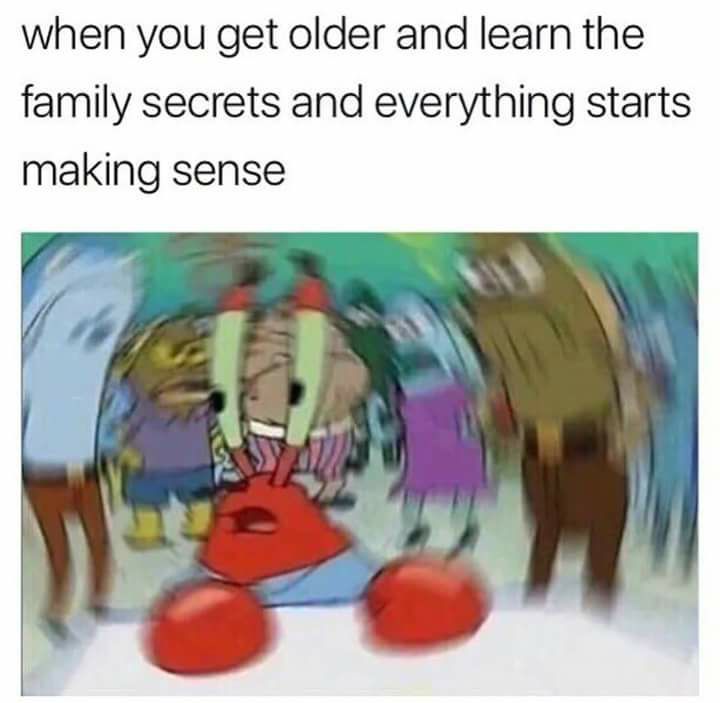 when you get older and learn the
family secrets and everything starts
making sense